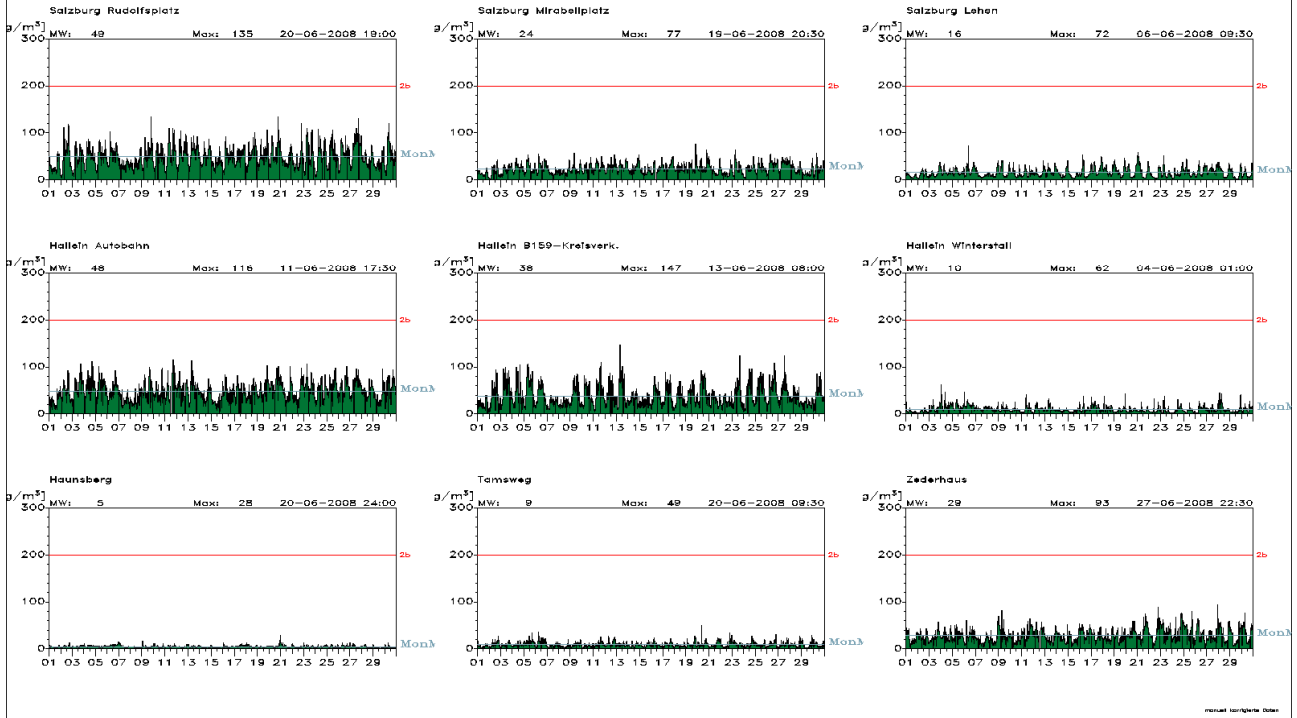 Salzburg Rudolfsplatz
g/m³] MW: 49 Max: 135 20-06-2008 19:00
300
200 2b
100 MonM
0
01 03 05 07 09 11 13 15 17 19 21 23 25 27 29
Salzburg Mirabellplatz
g/m³] MW: 24 Max: 77 19-06-2008 20:30
300
200 2b
100
MonM
0
01 03 05 07 09 11 13 15 17 19 21 23 25 27 29
Salzburg Lehen
g/m³] MW: 16 Max: 72 06-06-2008 09:30
300
200 2b
100
MonM
0
01 03 05 07 09 11 13 15 17 19 21 23 25 27 29
Hallein Autobahn
g/m³] MW: 48 Max: 116 11-06-2008 17:30
300
200 2b
100
MonM
0
01 03 05 07 09 11 13 15 17 19 21 23 25 27 29
Hallein B159-Kreisverk.
g/m³] MW: 38 Max: 147 13-06-2008 08:00
300
200 2b
100
MonM
0
01 03 05 07 09 11 13 15 17 19 21 23 25 27 29
Hallein Winterstall
g/m³] MW: 10 Max: 62 04-06-2008 01:00
300
200 2b
100
MonM
0
01 03 05 07 09 11 13 15 17 19 21 23 25 27 29
Haunsberg
g/m³] MW: 5 Max: 28 20-06-2008 24:00
300
200 2b
100
MonM
0
01 03 05 07 09 11 13 15 17 19 21 23 25 27 29
Tamsweg
g/m³] MW: 9 Max: 49 20-06-2008 09:30
300
200 2b
100
MonM
0
01 03 05 07 09 11 13 15 17 19 21 23 25 27 29
Zederhaus
g/m³] MW: 29 Max: 93 27-06-2008 22:30
300
200 2b
100
MonM
0
01 03 05 07 09 11 13 15 17 19 21 23 25 27 29
manuell korrigierte Daten